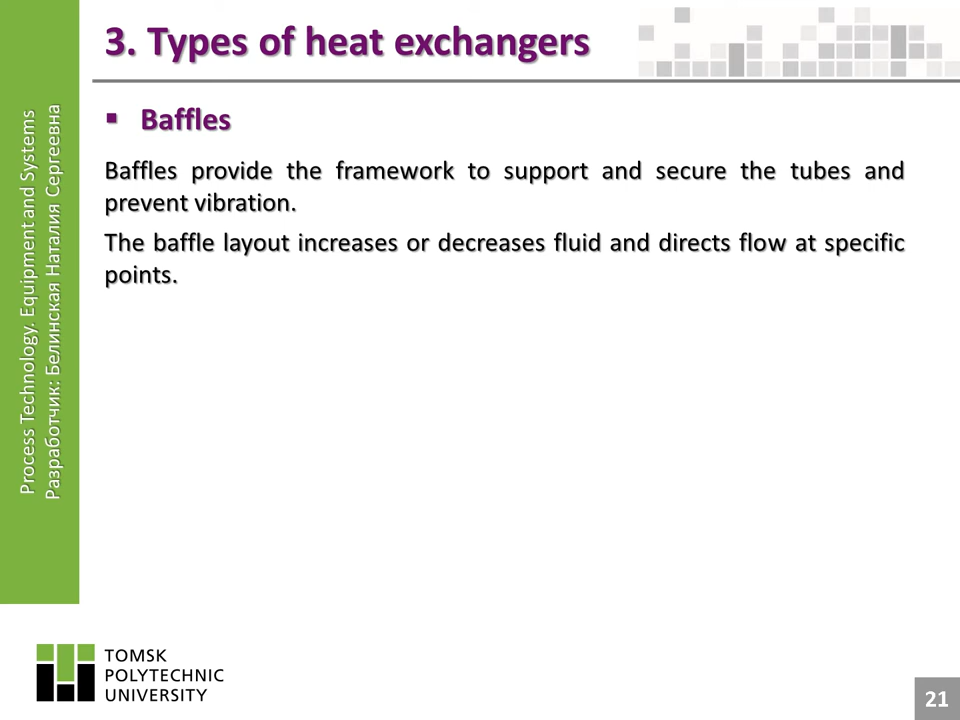 3. Types of heat exchangers
▪ Baffles
Baffles provide the framework to support and secure the tubes and
prevent vibration.
The baffle layout increases or decreases fluid and directs flow at specific
points.
Process Technology. Equipment and Systems
Разработчик: Белинская Наталия Сергеевна
TOMSK
POLYTECHNIC
UNIVERSITY
21